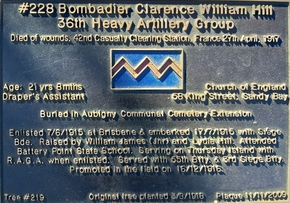 #228 Bombadier Clarence William Hill
36th Heavy Artillery Group
Died of wounds, 42nd Casualty Clearing Station, France 27th April, 1917
Age: 21 yrs 8mths Church of England
Draper's Assistant 68 King Street, Sandy Bay
Buried in Aubigny Communal Cemetery Extension
Enlisted 7/6/1915 at Brisbane & embarked 17/7/1915 with Siege
Bde. Raised by William James (Jnr) and Lydia Hill. Attended
Battery Point State School. Serving on Thursday Island with
R.A.G.A. when enlisted. Served with 55th Btty & 3rd Siege Btty.
Promoted in the field on 16/12/1916.
Tree #219 Original tree planted 3/8/1918 Plaque 11/11/2005